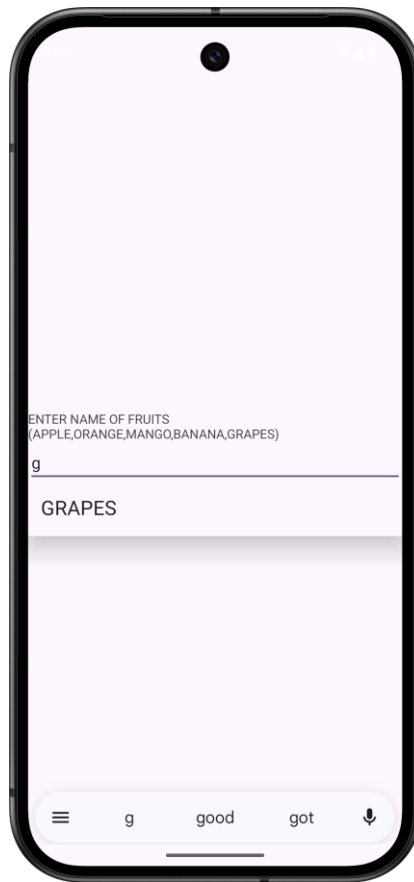 ENTER NAME OF FRUITS
(APPLE,ORANGE,MANGO,BANANA,GRAPES)
g
GRAPES
g good got